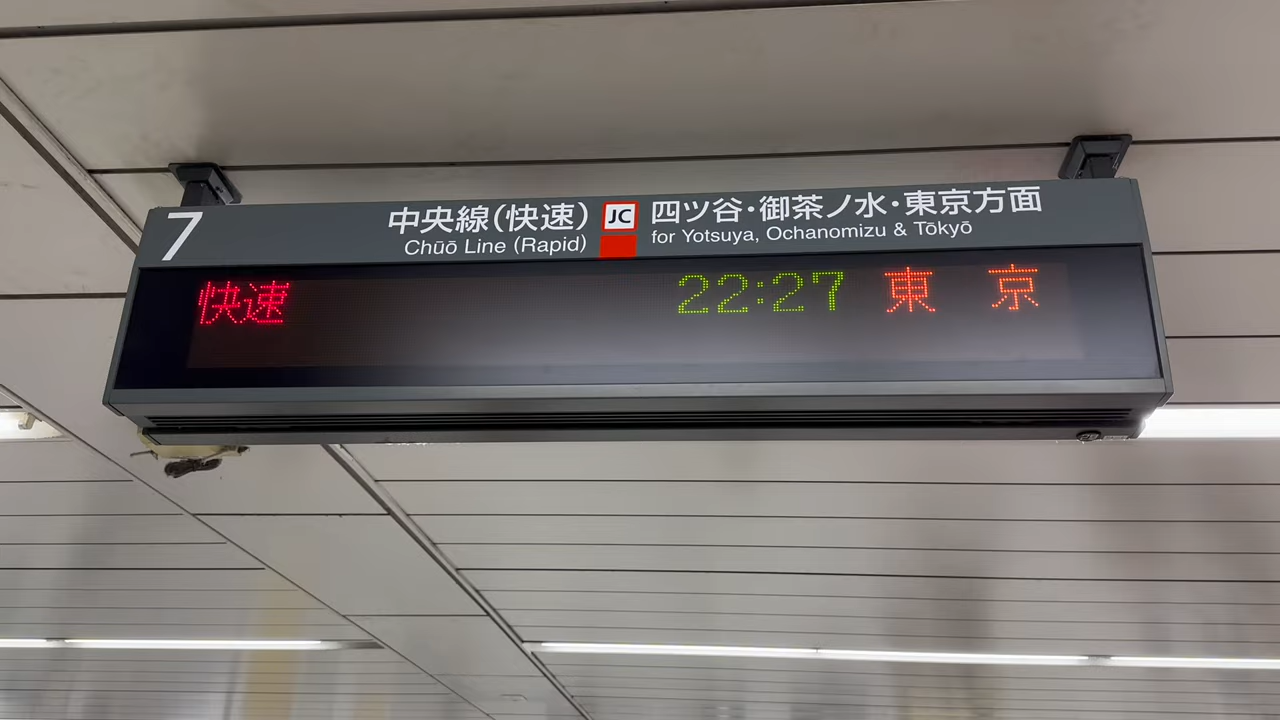 7
中央線(快速) JC 四ツ谷・御茶ノ水・東京方面
Chūō Line (Rapid) for Yotsuya, Ochanomizu & Tōkyō
快速 22:27 東 京